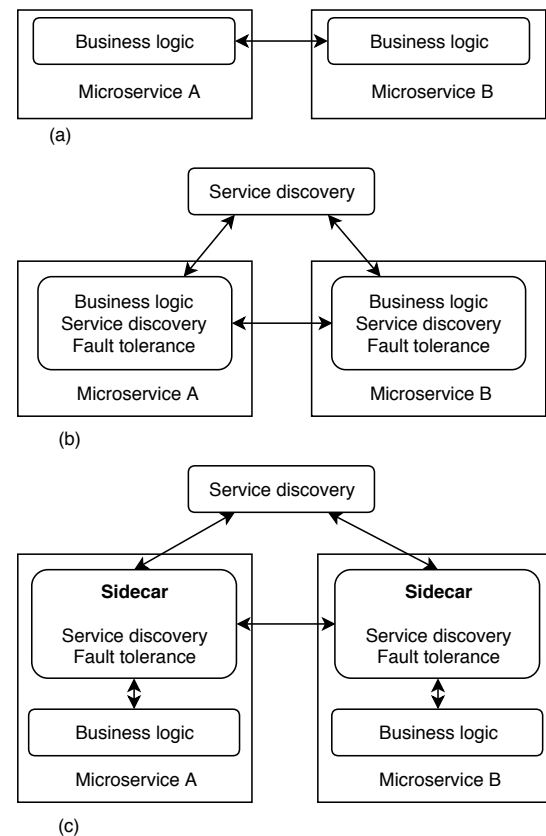 Business logic
Business logic
Microservice A
Microservice B
(a)
Service discovery
Business logic
Service discovery
Fault tolerance
Business logic
Service discovery
Fault tolerance
Microservice A
Microservice B
(b)
Service discovery
Sidecar
Service discovery
Fault tolerance
Sidecar
Service discovery
Fault tolerance
Business logic
Business logic
Microservice A
Microservice B
(c)